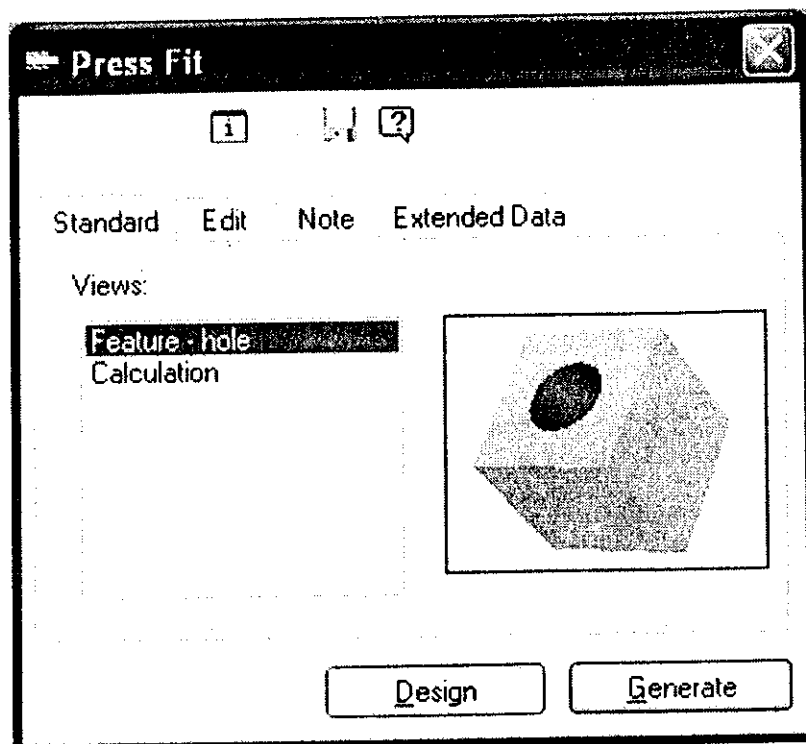 Press Fit
Standard Edit Note Extended Data
Views:
Feature - hole
Calculation
Design Generate